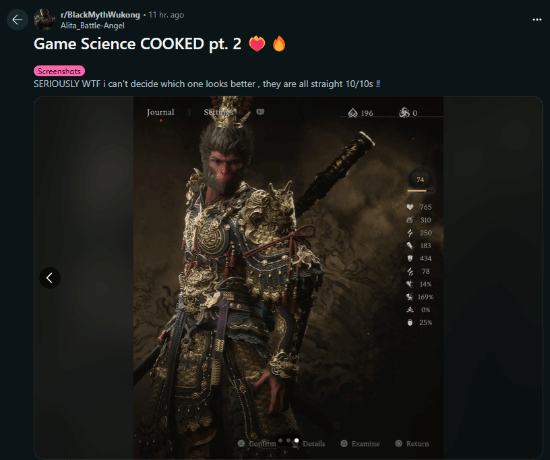 r/BlackMythWukong • 11 hr. ago
Alita_Battle-Angel
Game Science COOKED pt. 2 ❤️‍🔥 🔥
Screenshots
SERIOUSLY WTF i can't decide which one looks better , they are all straight 10/10s ‼️
Journal
Settings
196
0
74
765
310
250
183
434
78
14%
169%
0%
25%
Confirm
Details
Examine
Return